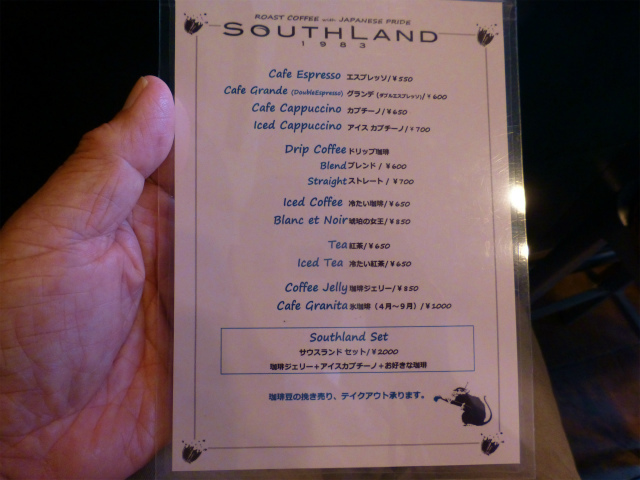 ROAST COFFEE with JAPANESE PRIDE
SOUTHLAND
1983
Cafe Espresso エスプレッソ/¥550
Cafe Grande (DoubleEspresso) グランデ (ダブルエスプレッソ)/¥600
Cafe Cappuccino カプチーノ/¥650
Iced Cappuccino アイス カプチーノ/¥700
Drip Coffee ドリップ珈琲
Blend ブレンド / ¥600
Straight ストレート / ¥700
Iced Coffee 冷たい珈琲/¥650
Blanc et Noir 琥珀の女王/¥850
Tea 紅茶/¥650
Iced Tea 冷たい紅茶/¥650
Coffee Jelly 珈琲ジェリー/¥850
Cafe Granita 氷珈琲（4月～9月）/¥1000
Southland Set
サウスランド セット/¥2000
珈琲ジェリー＋アイスカプチーノ＋お好きな珈琲
珈琲豆の挽き売り、テイクアウト承ります。